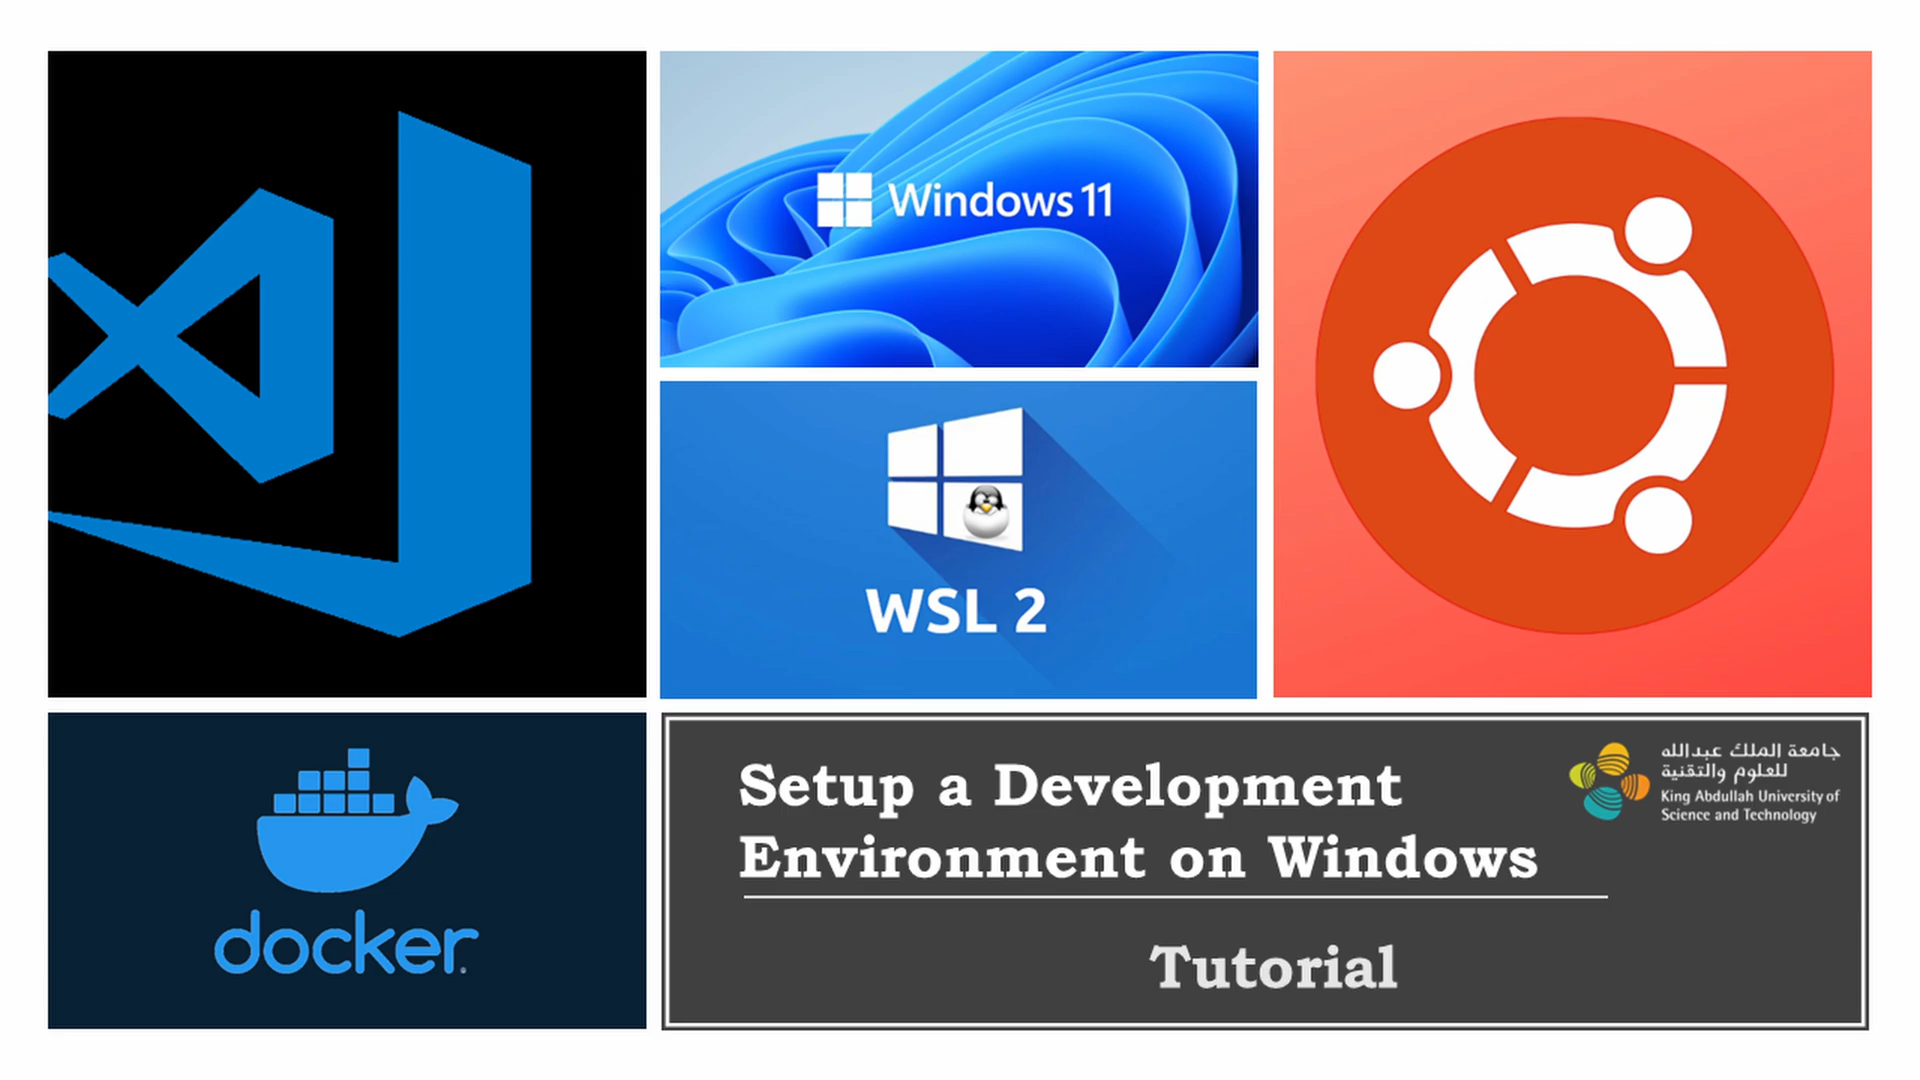 Windows 11
WSL 2
docker
Setup a Development
Environment on Windows
Tutorial
جامعة الملك عبدالله
للعلوم والتقنية
King Abdullah University of
Science and Technology